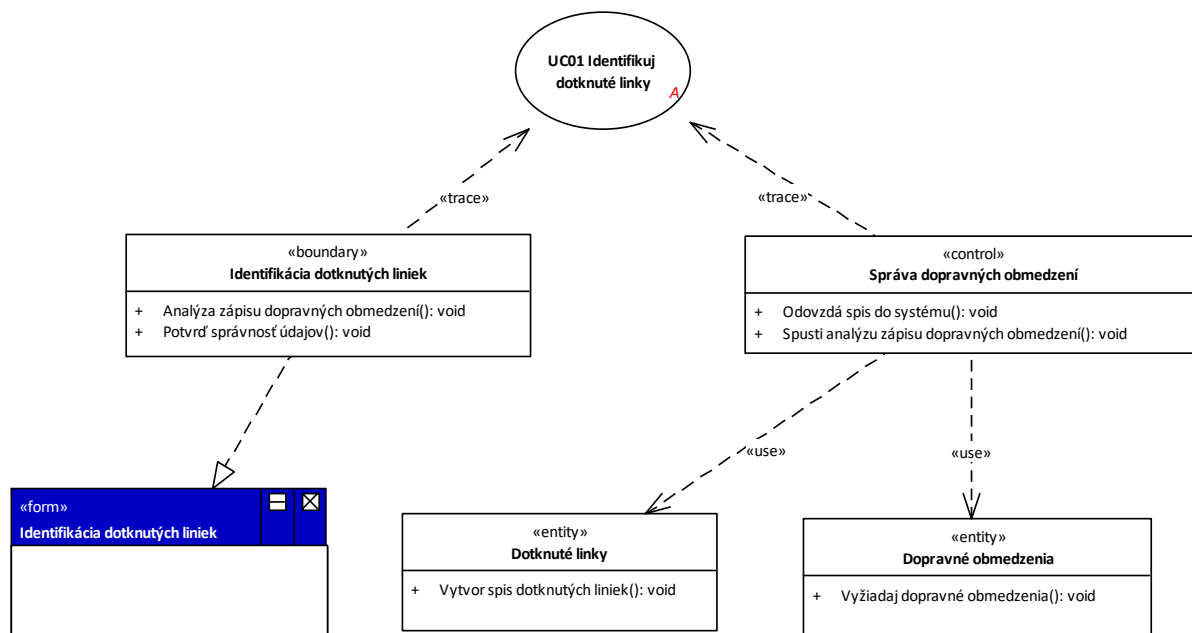 UC01 Identifikuj
dotknuté linky
A
«trace»
«trace»
«boundary»
Identifikácia dotknutých liniek
+ Analýza zápisu dopravných obmedzení(): void
+ Potvrď správnosť údajov(): void
«control»
Správa dopravných obmedzení
+ Odovzdá spis do systému(): void
+ Spusti analýzu zápisu dopravných obmedzení(): void
«use»
«use»
«form»
Identifikácia dotknutých liniek
«entity»
Dotknuté linky
+ Vytvor spis dotknutých liniek(): void
«entity»
Dopravné obmedzenia
+ Vyžiadaj dopravné obmedzenia(): void